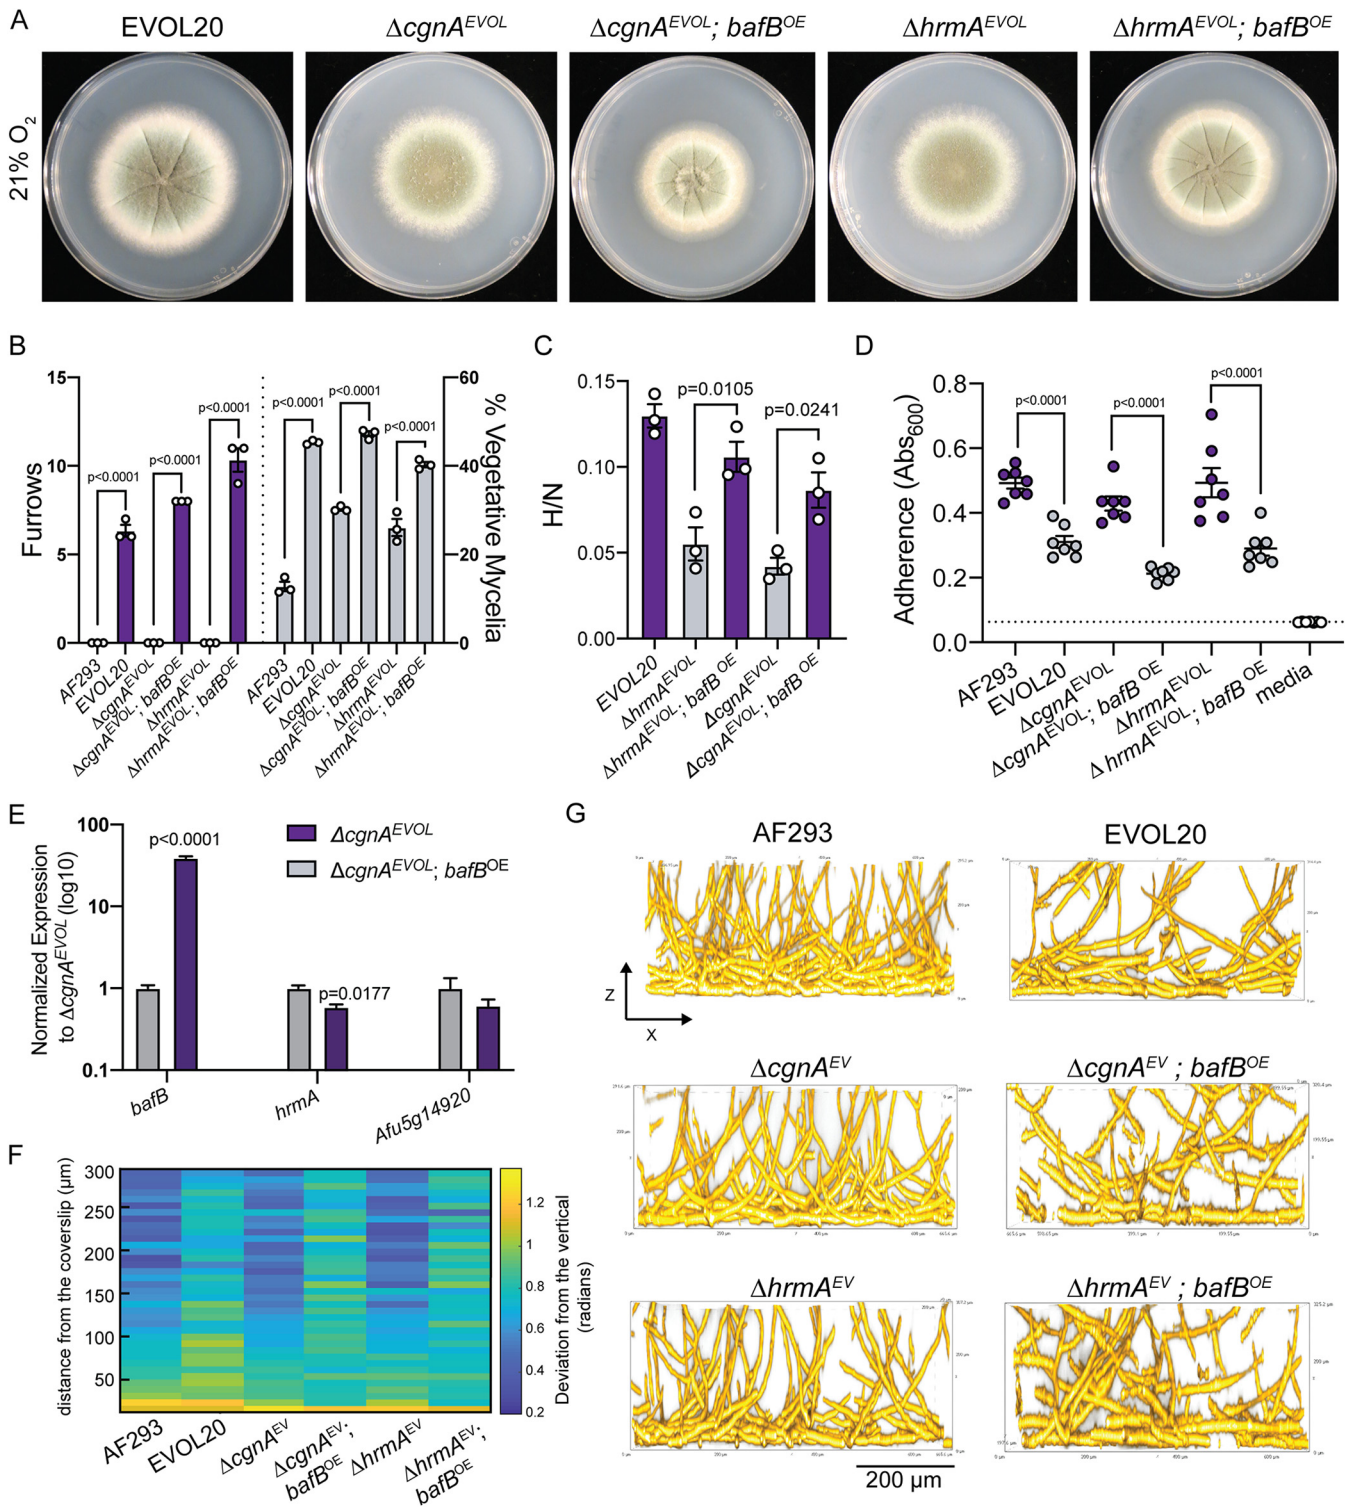 A
EVOL20
ΔcgnA^EVOL
ΔcgnA^EVOL; bafB^OE
ΔhrmA^EVOL
ΔhrmA^EVOL; bafB^OE
21% O2
B
Furrows
15
10
5
0
p<0.0001
p<0.0001
p<0.0001
p<0.0001
p<0.0001
p<0.0001
60
40
20
0
% Vegetative Mycelia
AF293
EVOL20
ΔcgnA^EVOL
ΔcgnA^EVOL; bafB^OE
ΔhrmA^EVOL
ΔhrmA^EVOL; bafB^OE
AF293
EVOL20
ΔcgnA^EVOL
ΔcgnA^EVOL; bafB^OE
ΔhrmA^EVOL
ΔhrmA^EVOL; bafB^OE
C
H/N
0.15
0.10
0.05
0.00
p=0.0105
p=0.0241
EVOL20
ΔhrmA^EVOL
ΔhrmA^EVOL; bafB^OE
ΔcgnA^EVOL
ΔcgnA^EVOL; bafB^OE
D
Adherence (Abs600)
0.8
0.6
0.4
0.2
0.0
p<0.0001
p<0.0001
p<0.0001
AF293
EVOL20
ΔcgnA^EVOL
ΔcgnA^EVOL; bafB^OE
ΔhrmA^EVOL
ΔhrmA^EVOL; bafB^OE
media
E
Normalized Expression
to ΔcgnA^EVOL (log10)
100
10
1
0.1
p<0.0001
p=0.0177
ΔcgnA^EVOL
ΔcgnA^EVOL; bafB^OE
bafB
hrmA
Afu5g14920
F
distance from the coverslip (μm)
300
250
200
150
100
50
1.2
1
0.8
0.6
0.4
0.2
Deviation from the vertical
(radians)
AF293
EVOL20
ΔcgnA^EV
ΔcgnA^EV;
bafB^OE
ΔhrmA^EV
ΔhrmA^EV;
bafB^OE
G
AF293
EVOL20
Z
X
ΔcgnA^EV
ΔcgnA^EV ; bafB^OE
ΔhrmA^EV
ΔhrmA^EV ; bafB^OE
200 μm